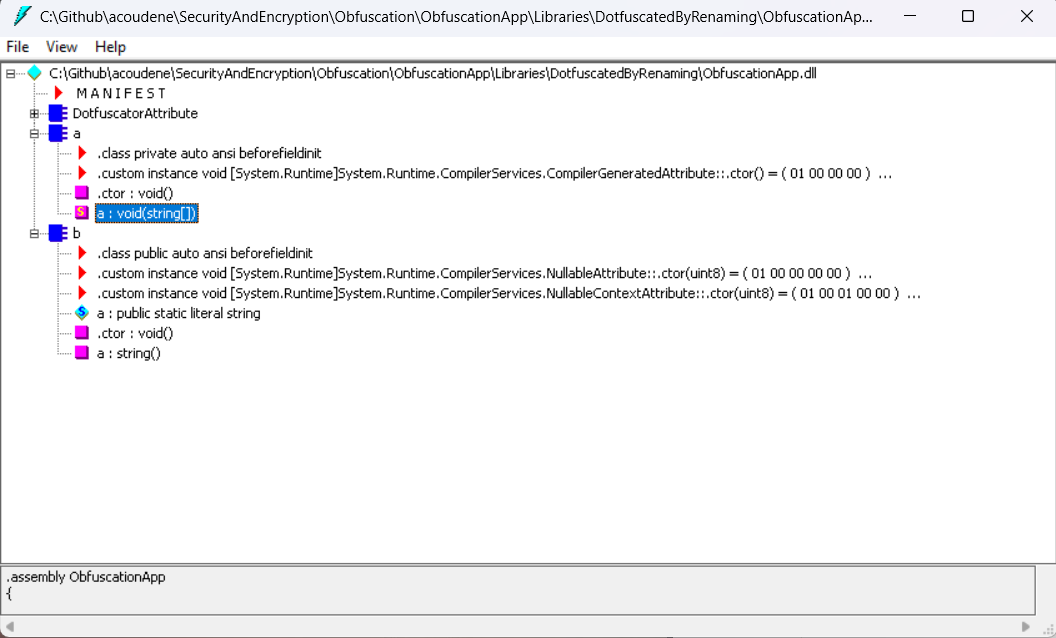 C:\Github\acoudene\SecurityAndEncryption\Obfuscation\ObfuscationApp\Libraries\DotfuscatedByRenaming\ObfuscationAp...
File View Help
C:\Github\acoudene\SecurityAndEncryption\Obfuscation\ObfuscationApp\Libraries\DotfuscatedByRenaming\ObfuscationApp.dll
M A N I F E S T
DotfuscatorAttribute
a
.class private auto ansi beforefieldinit
.custom instance void [System.Runtime]System.Runtime.CompilerServices.CompilerGeneratedAttribute::.ctor() = ( 01 00 00 00 ) ...
.ctor : void()
S a : void(string[])
b
.class public auto ansi beforefieldinit
.custom instance void [System.Runtime]System.Runtime.CompilerServices.NullableAttribute::.ctor(uint8) = ( 01 00 00 00 00 ) ...
.custom instance void [System.Runtime]System.Runtime.CompilerServices.NullableContextAttribute::.ctor(uint8) = ( 01 00 01 00 00 ) ...
S a : public static literal string
.ctor : void()
a : string()
.assembly ObfuscationApp
{